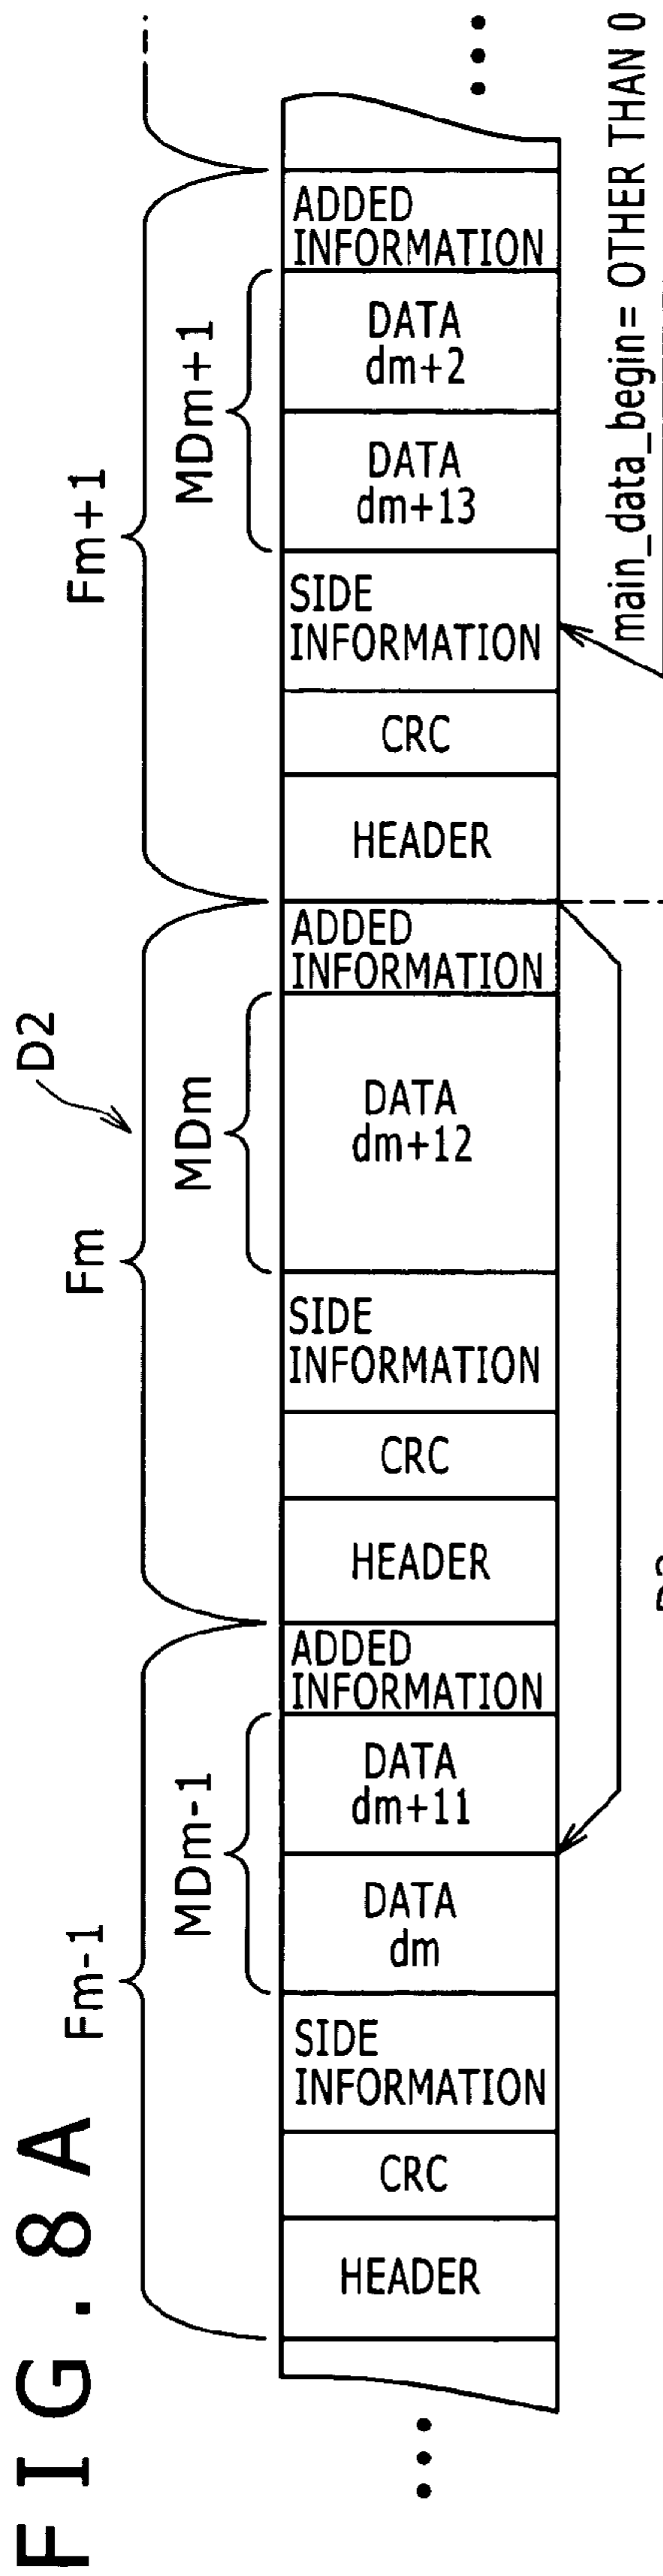 FIG. 8A
D2
Fm-1
Fm
Fm+1
MDm-1
MDm
MDm+1
HEADER
CRC
SIDE
INFORMATION
DATA
dm
DATA
dm+11
ADDED
INFORMATION
HEADER
CRC
SIDE
INFORMATION
DATA
dm+12
ADDED
INFORMATION
HEADER
CRC
SIDE
INFORMATION
DATA
dm+13
DATA
dm+2
ADDED
INFORMATION
main_data_begin= OTHER THAN 0